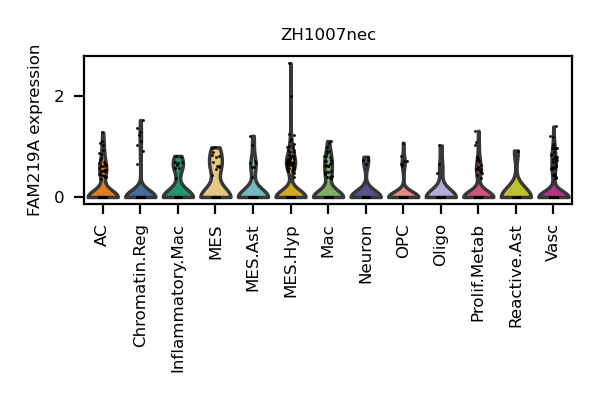 ZH1007nec
FAM219A expression
2
0
AC
Chromatin.Reg
Inflammatory.Mac
MES
MES.Ast
MES.Hyp
Mac
Neuron
OPC
Oligo
Prolif.Metab
Reactive.Ast
Vasc